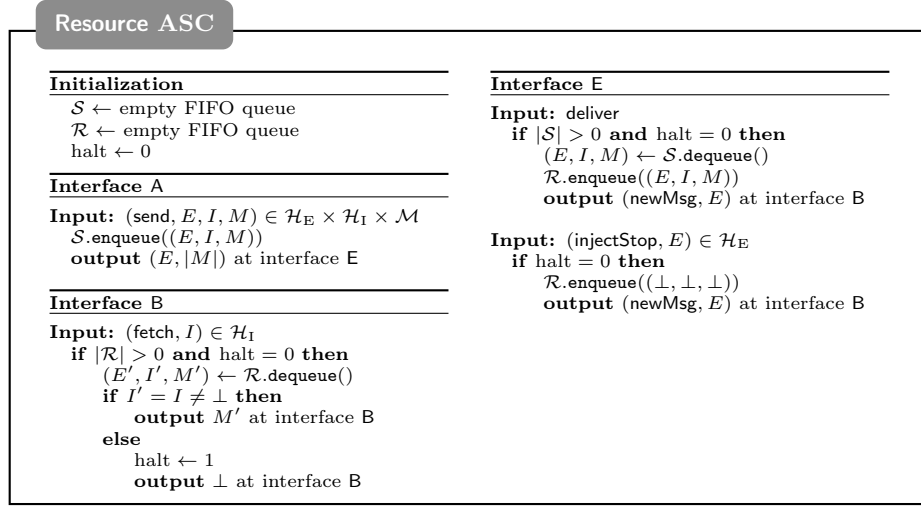 Resource ASC
Initialization
𝒮 ← empty FIFO queue
ℛ ← empty FIFO queue
halt ← 0
Interface A
Input: (send, E, I, M) ∈ ℋ_E × ℋ_I × ℳ
𝒮.enqueue((E, I, M))
output (E, |M|) at interface E
Interface B
Input: (fetch, I) ∈ ℋ_I
if |ℛ| > 0 and halt = 0 then
(E′, I′, M′) ← ℛ.dequeue()
if I′ = I ≠ ⊥ then
output M′ at interface B
else
halt ← 1
output ⊥ at interface B
Interface E
Input: deliver
if |𝒮| > 0 and halt = 0 then
(E, I, M) ← 𝒮.dequeue()
ℛ.enqueue((E, I, M))
output (newMsg, E) at interface B
Input: (injectStop, E) ∈ ℋ_E
if halt = 0 then
ℛ.enqueue((⊥, ⊥, ⊥))
output (newMsg, E) at interface B